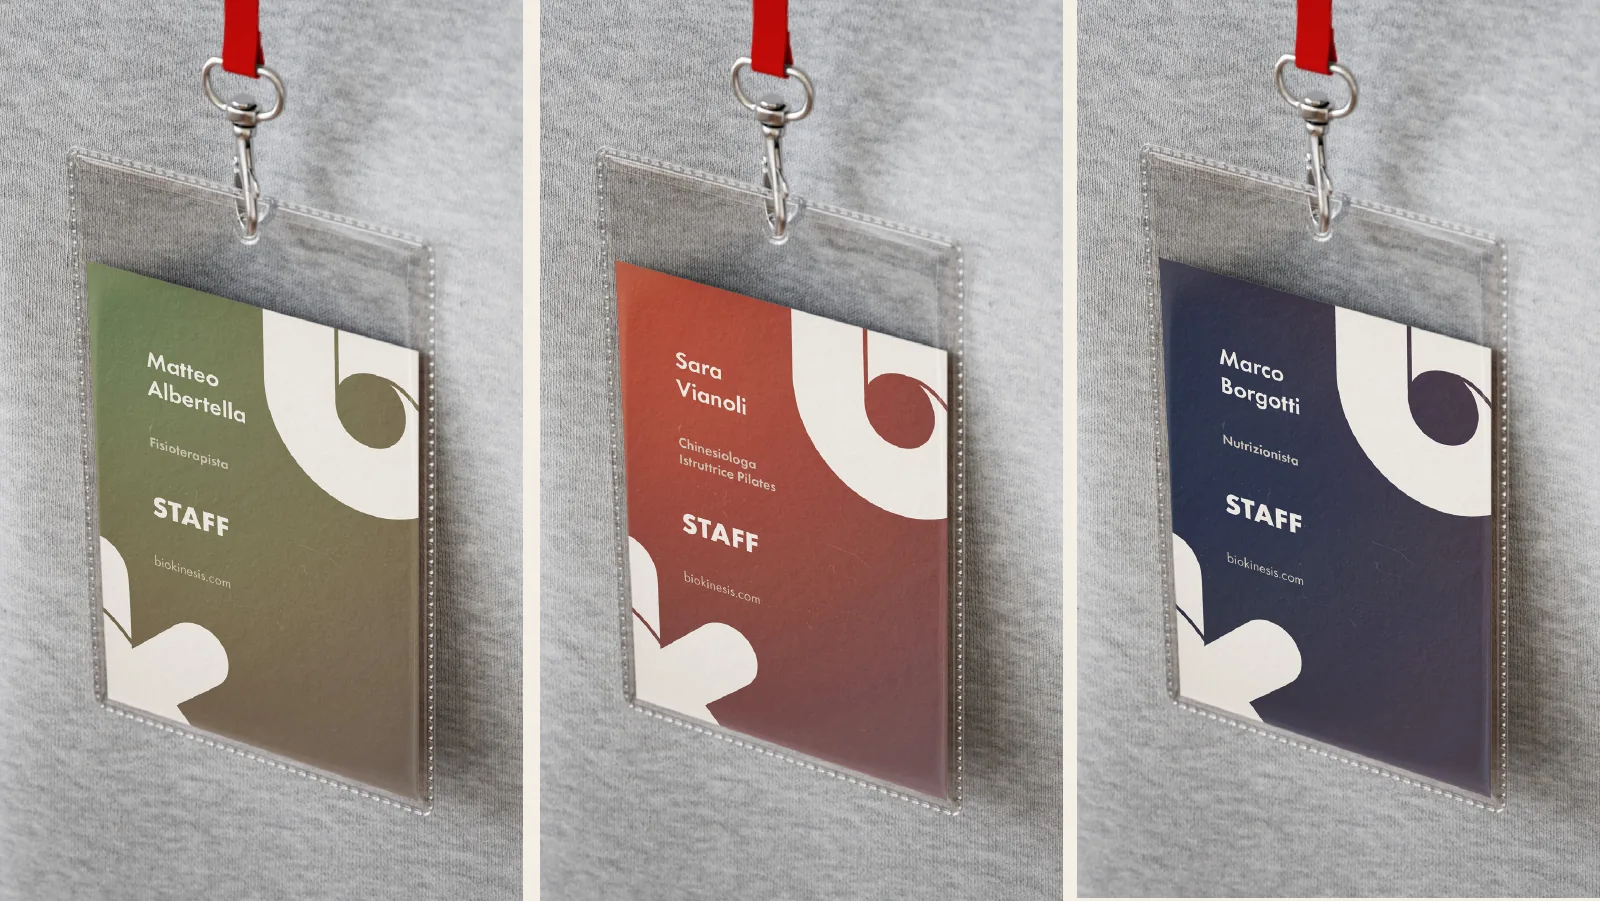 Matteo
Albertella
Fisioterapista
STAFF
biokinesis.com
Sara
Vianoli
Chinesiologa
Istruttrice Pilates
STAFF
biokinesis.com
Marco
Borgotti
Nutrizionista
STAFF
biokinesis.com